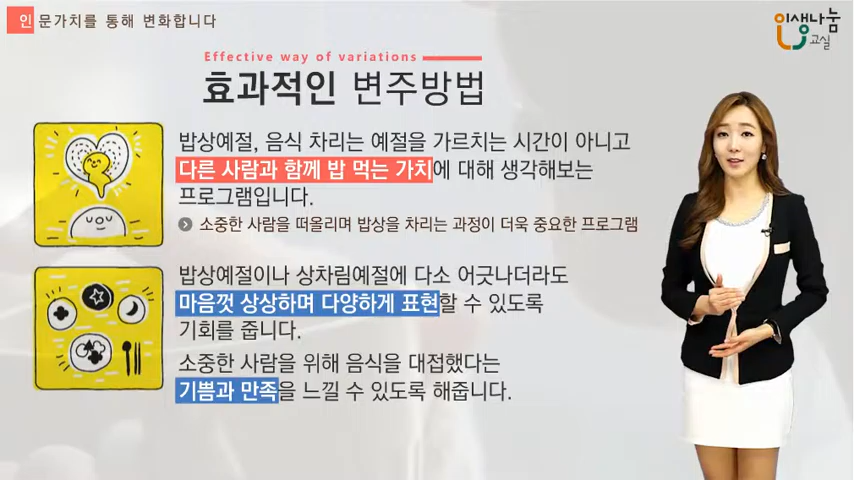 인문가치를 통해 변화합니다
인생나눔
교실
Effective way of variations
효과적인 변주방법
밥상예절, 음식 차리는 예절을 가르치는 시간이 아니고
다른 사람과 함께 밥 먹는 가치에 대해 생각해보는
프로그램입니다.
소중한 사람을 떠올리며 밥상을 차리는 과정이 더욱 중요한 프로그램
밥상예절이나 상차림예절에 다소 어긋나더라도
마음껏 상상하며 다양하게 표현할 수 있도록
기회를 줍니다.
소중한 사람을 위해 음식을 대접했다는
기쁨과 만족을 느낄 수 있도록 해줍니다.